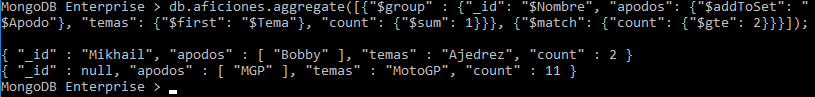 MongoDB Enterprise > db.aficiones.aggregate([{"$group" : {"_id": "$Nombre", "apodos": {"$addToSet": "
$Apodo"}, "temas": {"$first": "$Tema"}, "count": {"$sum": 1}}}, {"$match": {"count": {"$gte": 2}}}]);
{ "_id" : "Mikhail", "apodos" : [ "Bobby" ], "temas" : "Ajedrez", "count" : 2 }
{ "_id" : null, "apodos" : [ "MGP" ], "temas" : "MotoGP", "count" : 11 }
MongoDB Enterprise >